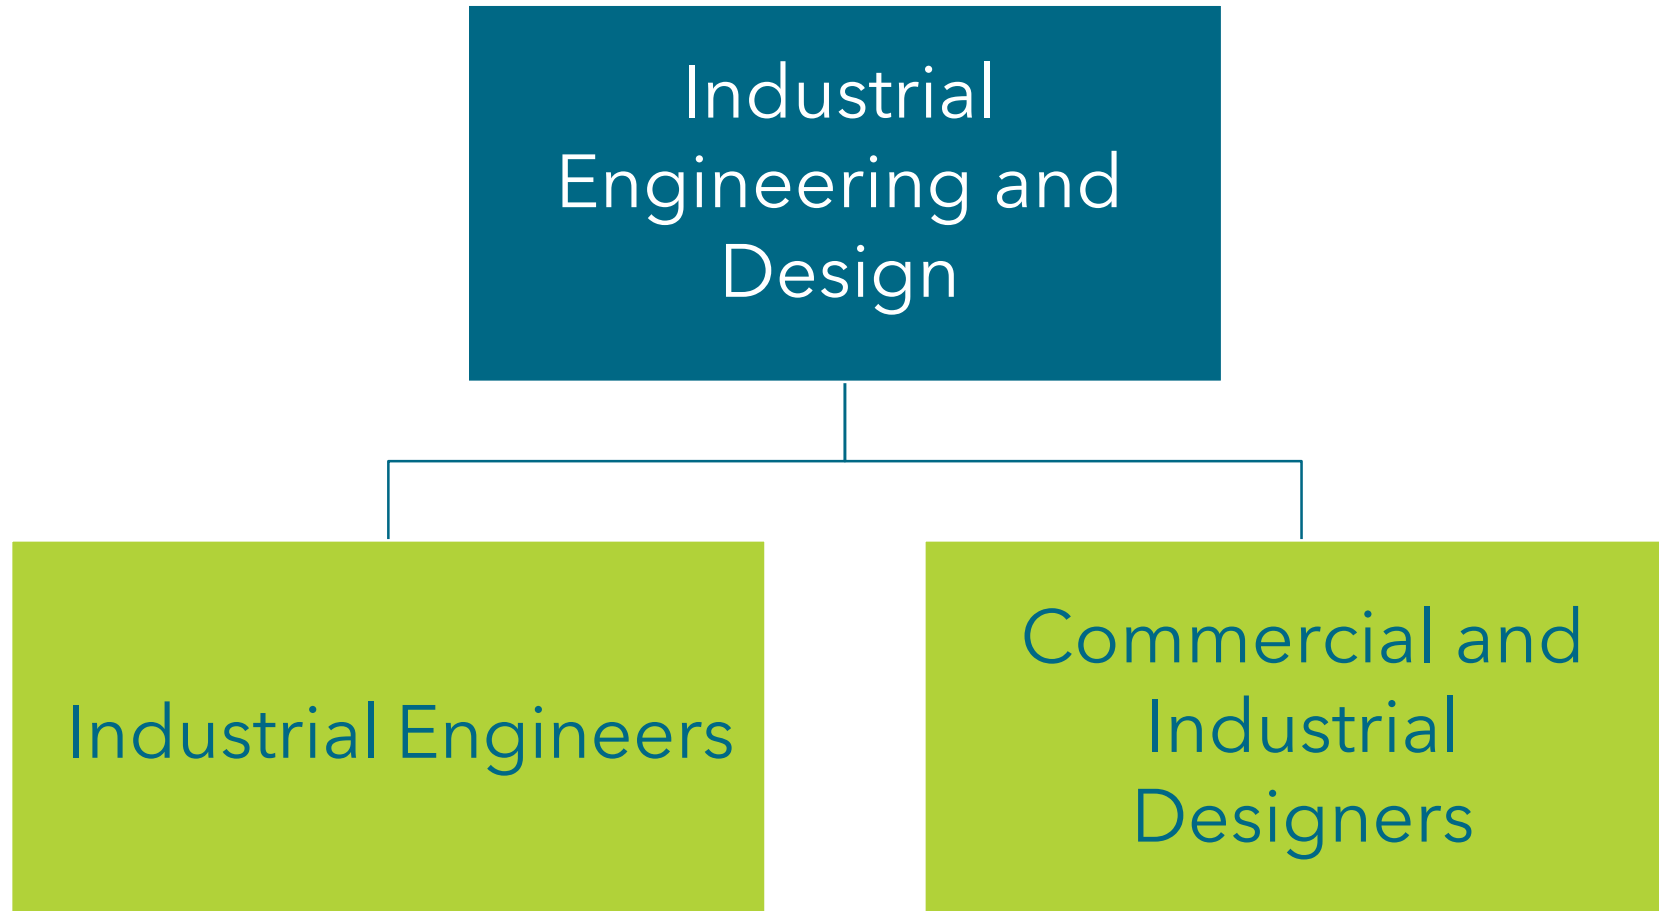 Industrial
Engineering and
Design
Industrial Engineers
Commercial and
Industrial
Designers